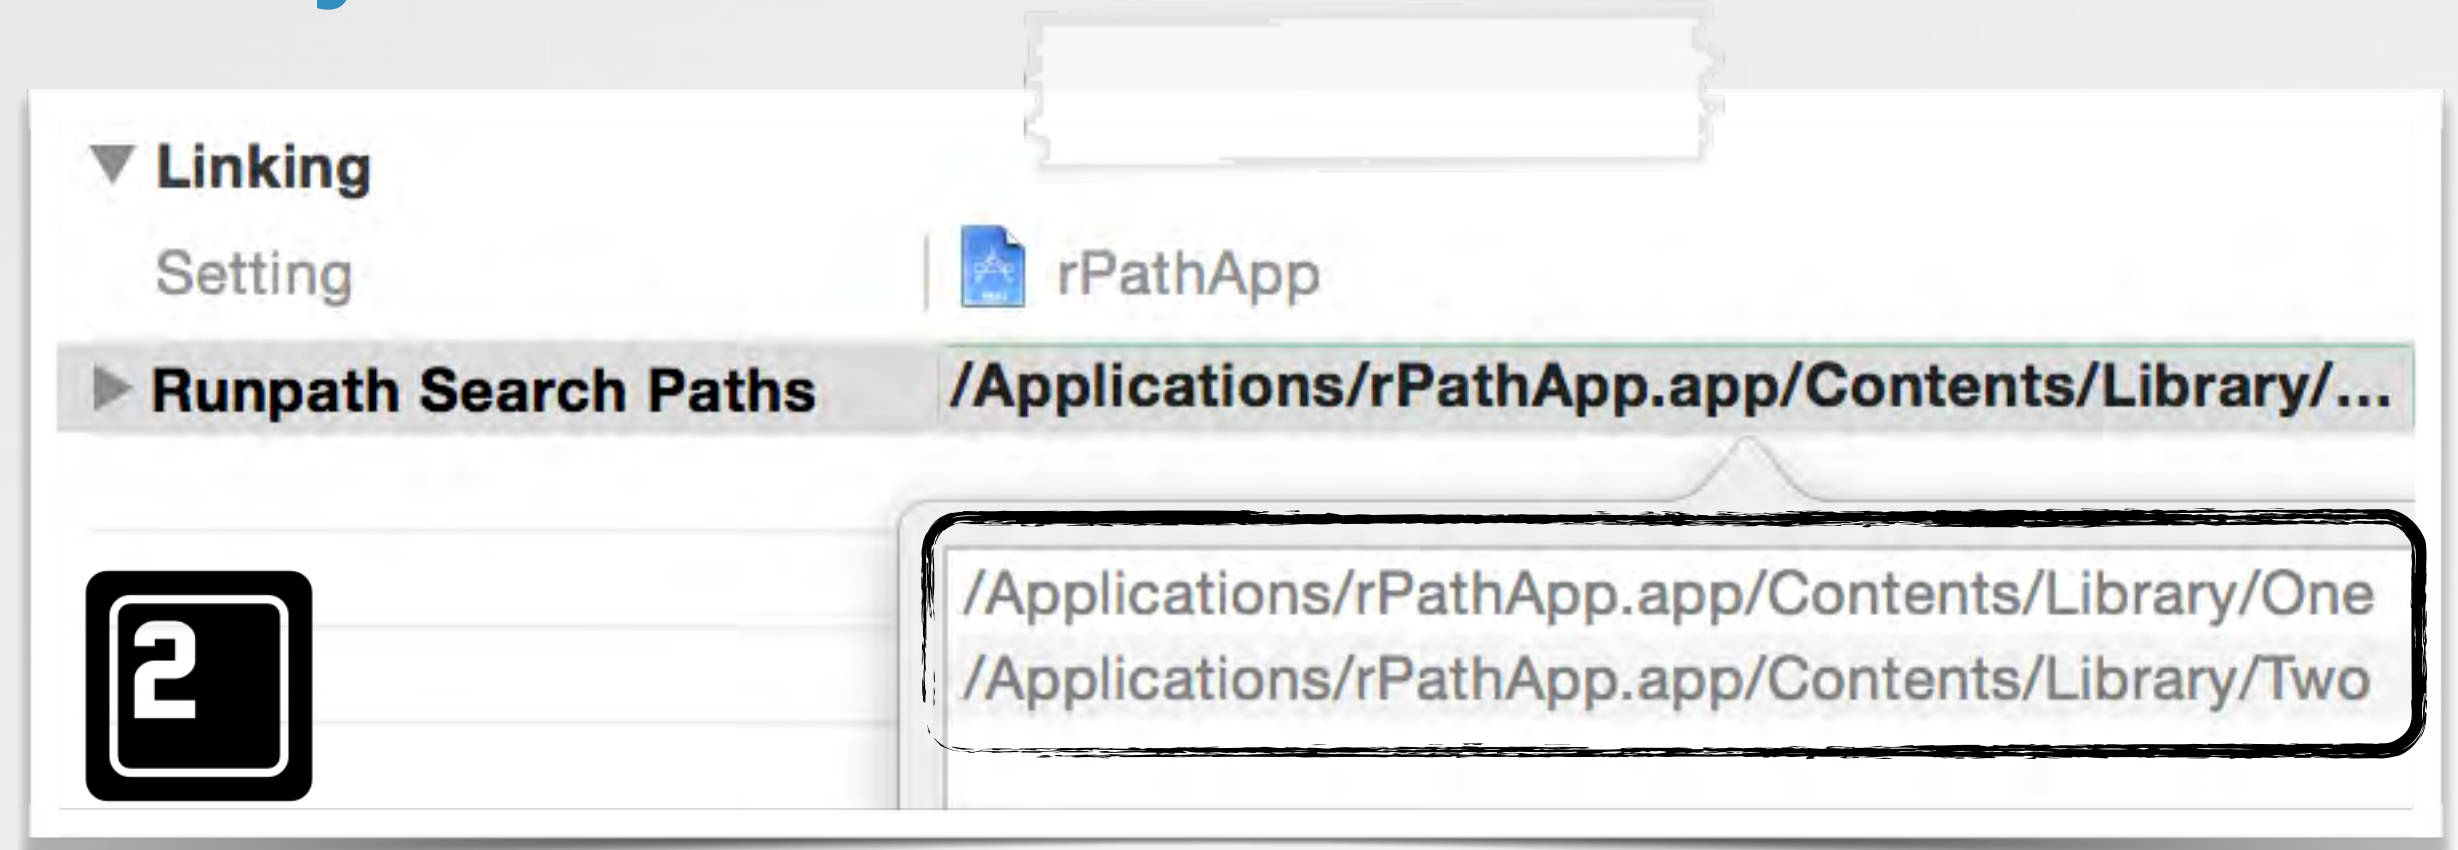 Linking
Setting rPathApp
Runpath Search Paths /Applications/rPathApp.app/Contents/Library/...
/Applications/rPathApp.app/Contents/Library/One
/Applications/rPathApp.app/Contents/Library/Two
2